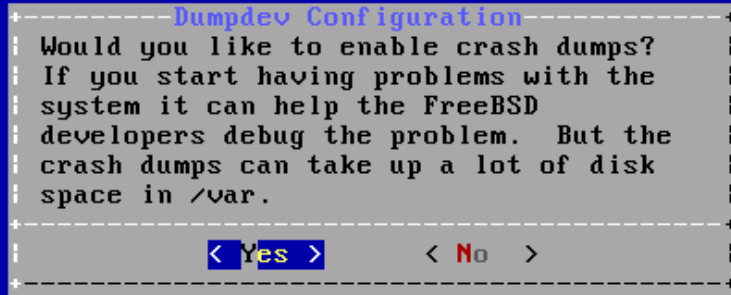 Dumpdev Configuration
Would you like to enable crash dumps?
If you start having problems with the
system it can help the FreeBSD
developers debug the problem.  But the
crash dumps can take up a lot of disk
space in /var.
< Yes >    < No  >